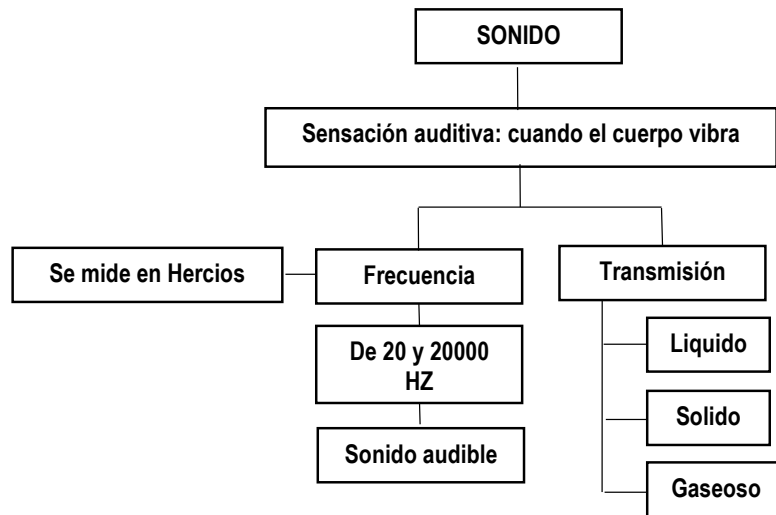 SONIDO
Sensación auditiva: cuando el cuerpo vibra
Se mide en Hercios
Frecuencia
Transmisión
De 20 y 20000
HZ
Liquido
Solido
Sonido audible
Gaseoso